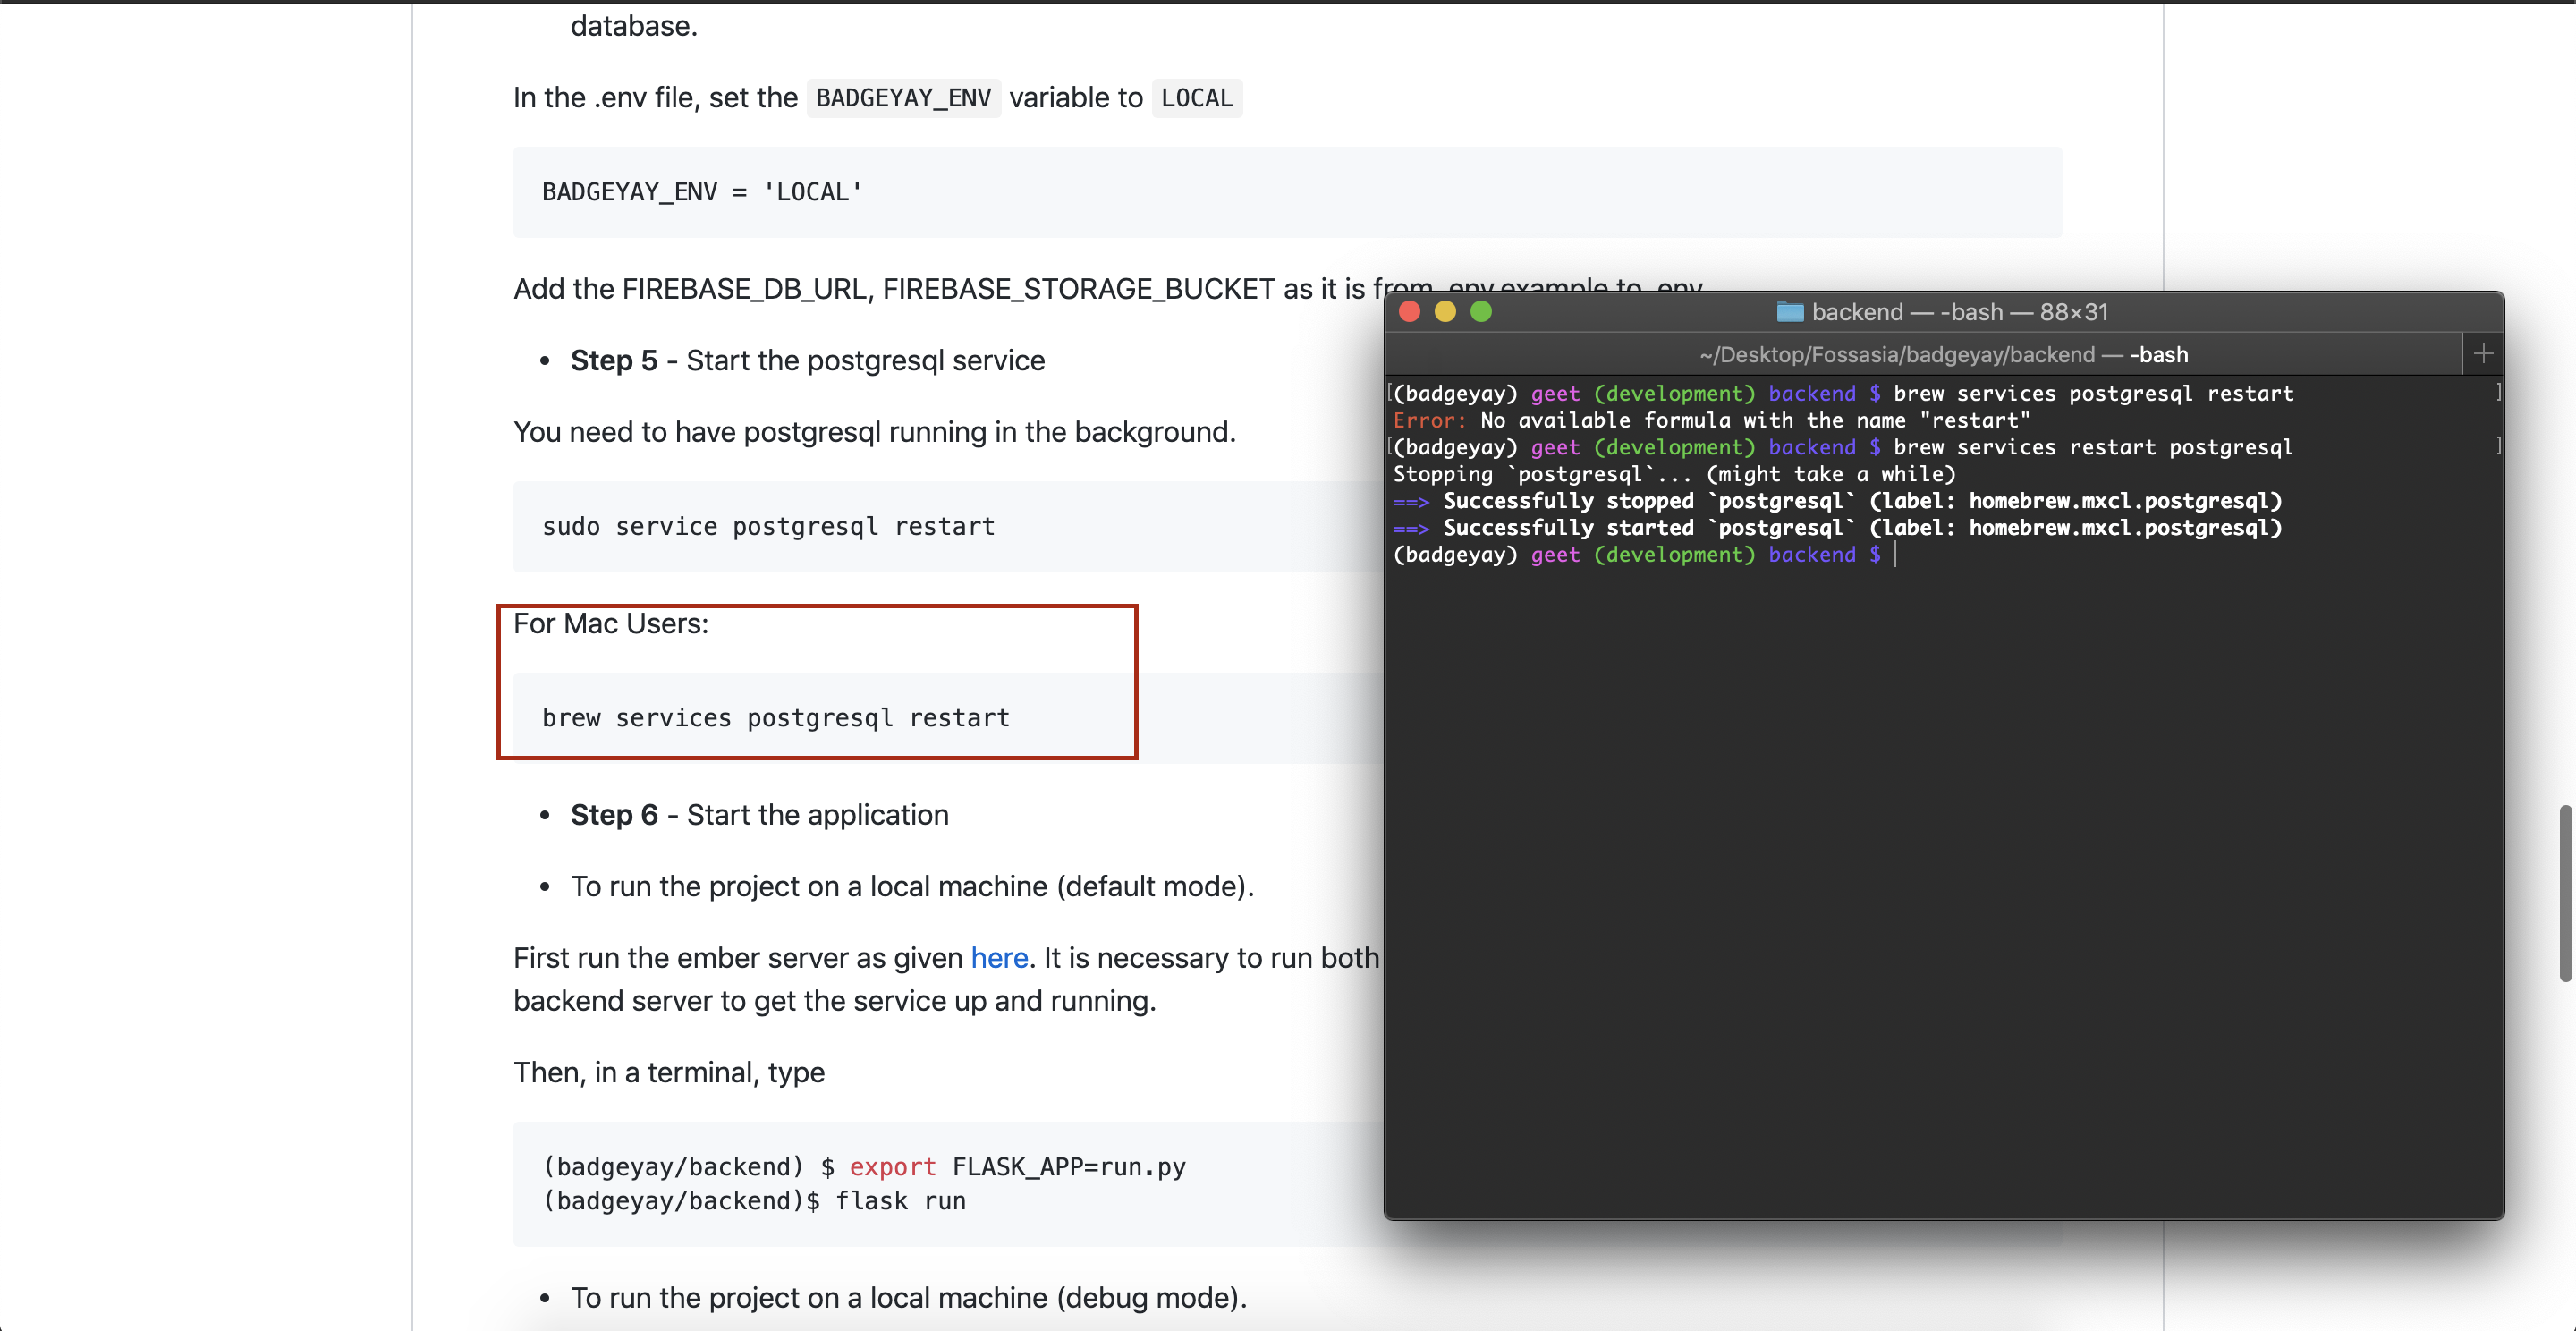 database.
In the .env file, set the BADGEYAY_ENV variable to LOCAL
BADGEYAY_ENV = 'LOCAL'
Add the FIREBASE_DB_URL, FIREBASE_STORAGE_BUCKET as it is from .env.example to .env
• Step 5 - Start the postgresql service
You need to have postgresql running in the background.
sudo service postgresql restart
For Mac Users:
brew services postgresql restart
• Step 6 - Start the application
• To run the project on a local machine (default mode).
First run the ember server as given here. It is necessary to run both
backend server to get the service up and running.
Then, in a terminal, type
(badgeyay/backend) $ export FLASK_APP=run.py
(badgeyay/backend)$ flask run
• To run the project on a local machine (debug mode).
backend — -bash — 88×31
~/Desktop/Fossasia/badgeyay/backend — -bash
[(badgeyay) geet (development) backend $ brew services postgresql restart ]
Error: No available formula with the name "restart"
[(badgeyay) geet (development) backend $ brew services restart postgresql ]
Stopping `postgresql`... (might take a while)
==> Successfully stopped `postgresql` (label: homebrew.mxcl.postgresql)
==> Successfully started `postgresql` (label: homebrew.mxcl.postgresql)
(badgeyay) geet (development) backend $